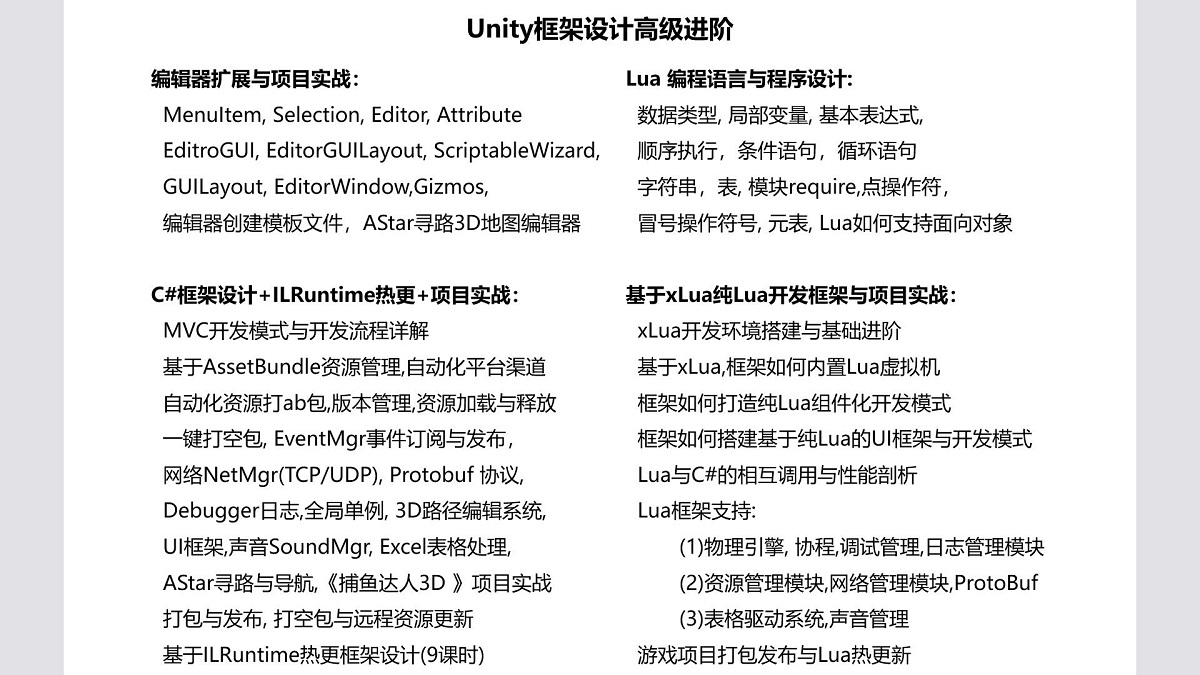 Unity框架设计高级进阶
编辑器扩展与项目实战：
MenuItem, Selection, Editor, Attribute
EditroGUI, EditorGUILayout, ScriptableWizard,
GUILayout, EditorWindow,Gizmos,
编辑器创建模板文件，AStar寻路3D地图编辑器
C#框架设计+ILRuntime热更+项目实战：
MVC开发模式与开发流程详解
基于AssetBundle资源管理,自动化平台渠道
自动化资源打ab包,版本管理,资源加载与释放
一键打空包, EventMgr事件订阅与发布，
网络NetMgr(TCP/UDP), Protobuf 协议,
Debugger日志,全局单例, 3D路径编辑系统,
UI框架,声音SoundMgr, Excel表格处理,
AStar寻路与导航,《捕鱼达人3D 》项目实战
打包与发布, 打空包与远程资源更新
基于ILRuntime热更框架设计(9课时)
Lua 编程语言与程序设计:
数据类型, 局部变量, 基本表达式,
顺序执行，条件语句，循环语句
字符串，表, 模块require,点操作符，
冒号操作符号, 元表, Lua如何支持面向对象
基于xLua纯Lua开发框架与项目实战：
xLua开发环境搭建与基础进阶
基于xLua,框架如何内置Lua虚拟机
框架如何打造纯Lua组件化开发模式
框架如何搭建基于纯Lua的UI框架与开发模式
Lua与C#的相互调用与性能剖析
Lua框架支持:
(1)物理引擎, 协程,调试管理,日志管理模块
(2)资源管理模块,网络管理模块,ProtoBuf
(3)表格驱动系统,声音管理
游戏项目打包发布与Lua热更新